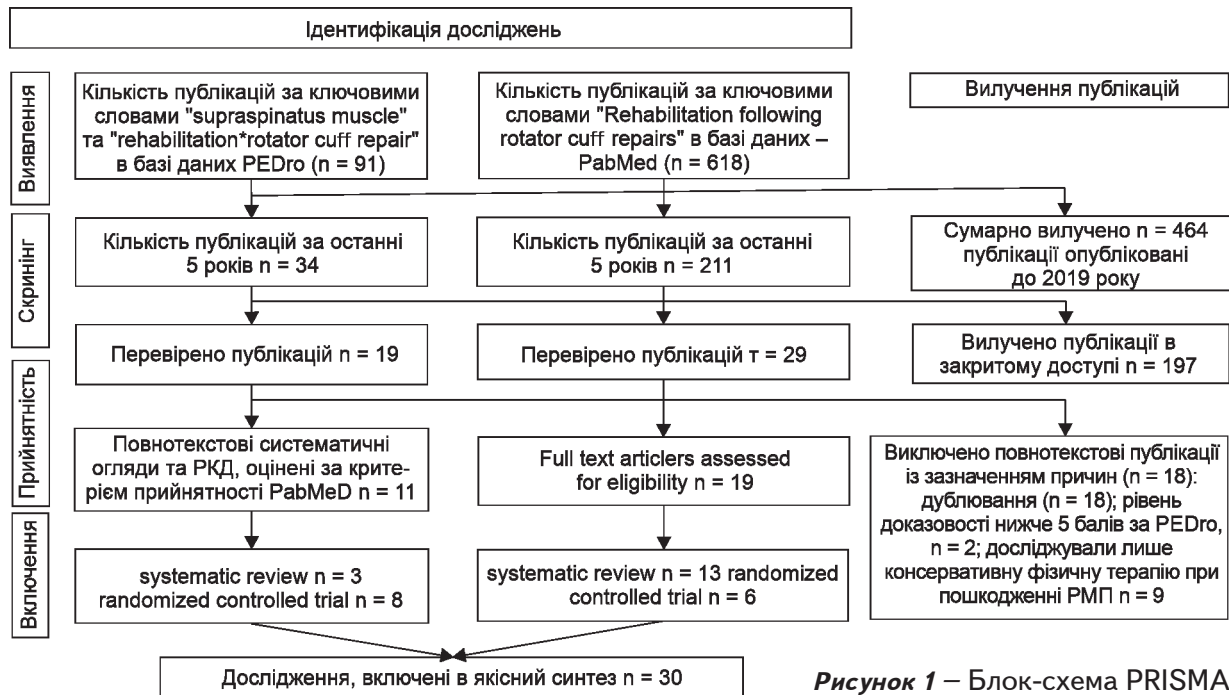 Ідентифікація досліджень
Виявлення
Кількість публікацій за ключовими
словами "supraspinatus muscle"
та "rehabilitation*rotator cuff repair"
в базі даних PEDro (n = 91)
Кількість публікацій за ключовими
словами "Rehabilitation following
rotator cuff repairs" в базі даних –
PabMed (n = 618)
Вилучення публікацій
Скринінг
Кількість публікацій за останні
5 років n = 34
Кількість публікацій за останні
5 років n = 211
Сумарно вилучено n = 464
публікації опубліковані
до 2019 року
Перевірено публікацій n = 19
Перевірено публікацій т = 29
Вилучено публікації в
закритому доступі n = 197
Прийнятність
Повнотекстові систематичні
огляди та РКД, оцінені за крите-
рієм прийнятності PabMeD n = 11
Full text articlers assessed
for eligibility n = 19
Виключено повнотекстові публікації
із зазначенням причин (n = 18):
дублювання (n = 18); рівень
доказовості нижче 5 балів за PEDro,
n = 2; досліджували лише
консервативну фізичну терапію при
пошкодженні РМП n = 9
Включення
systematic review n = 3
randomized controlled trial n = 8
systematic review n = 13 randomized
controlled trial n = 6
Дослідження, включені в якісний синтез n = 30
Рисунок 1 – Блок-схема PRISMA